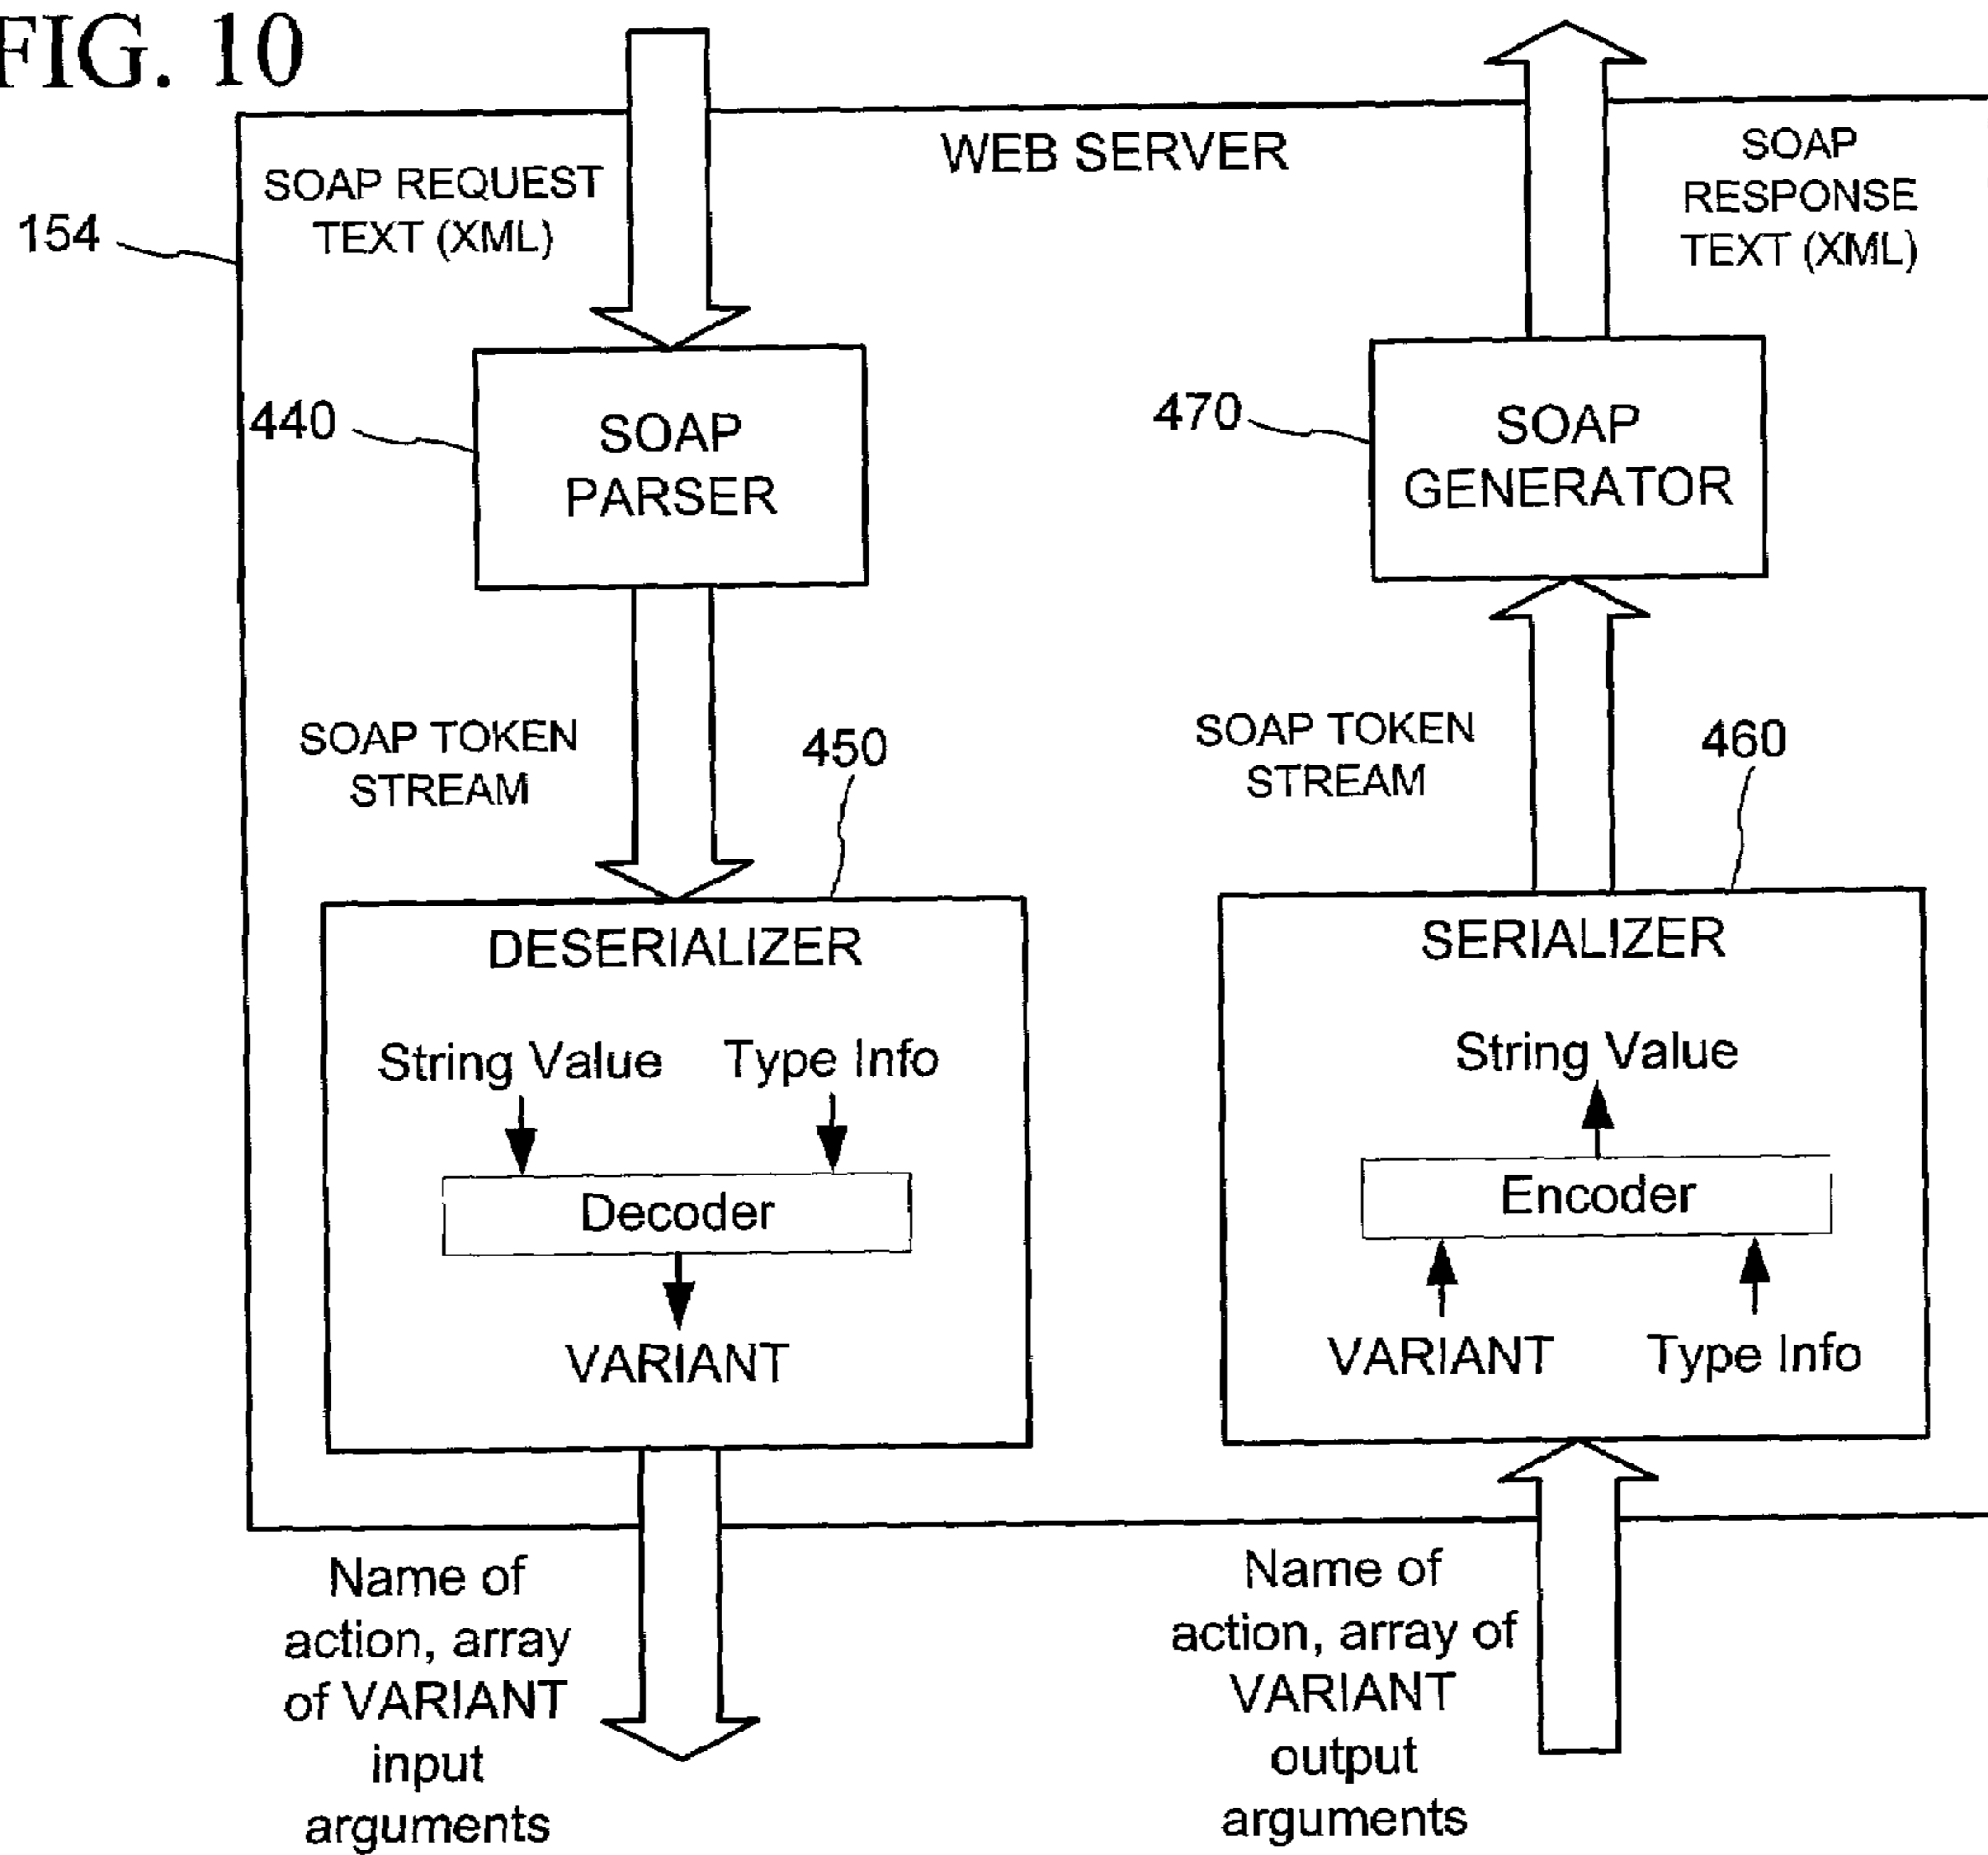 FIG. 10
WEB SERVER
154
SOAP REQUEST
TEXT (XML)
SOAP
RESPONSE
TEXT (XML)
440
SOAP
PARSER
470
SOAP
GENERATOR
SOAP TOKEN
STREAM
450
SOAP TOKEN
STREAM
460
DESERIALIZER
String Value
Type Info
Decoder
VARIANT
SERIALIZER
String Value
Encoder
VARIANT
Type Info
Name of
action, array
of VARIANT
input
arguments
Name of
action, array of
VARIANT
output
arguments